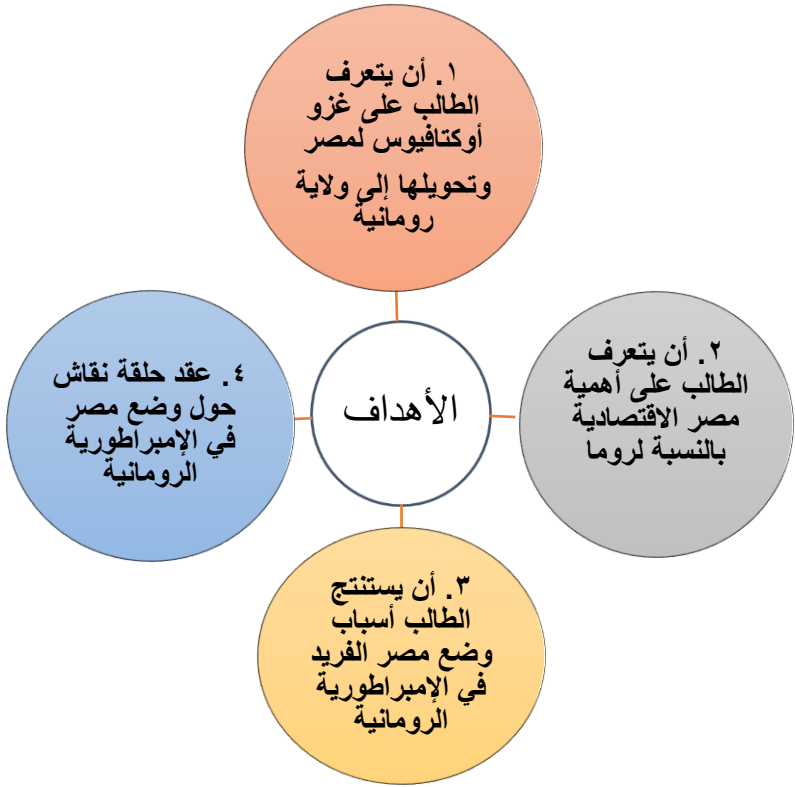 ١. أن يتعرف
الطالب على غزو
أوكتافيوس لمصر
وتحويلها إلى ولاية
رومانية
الأهداف
٢. أن يتعرف
الطالب على أهمية
مصر الاقتصادية
بالنسبة لروما
٣. أن يستنتج
الطالب أسباب
وضع مصر الفريد
في الإمبراطورية
الرومانية
٤. عقد حلقة نقاش
حول وضع مصر
في الإمبراطورية
الرومانية